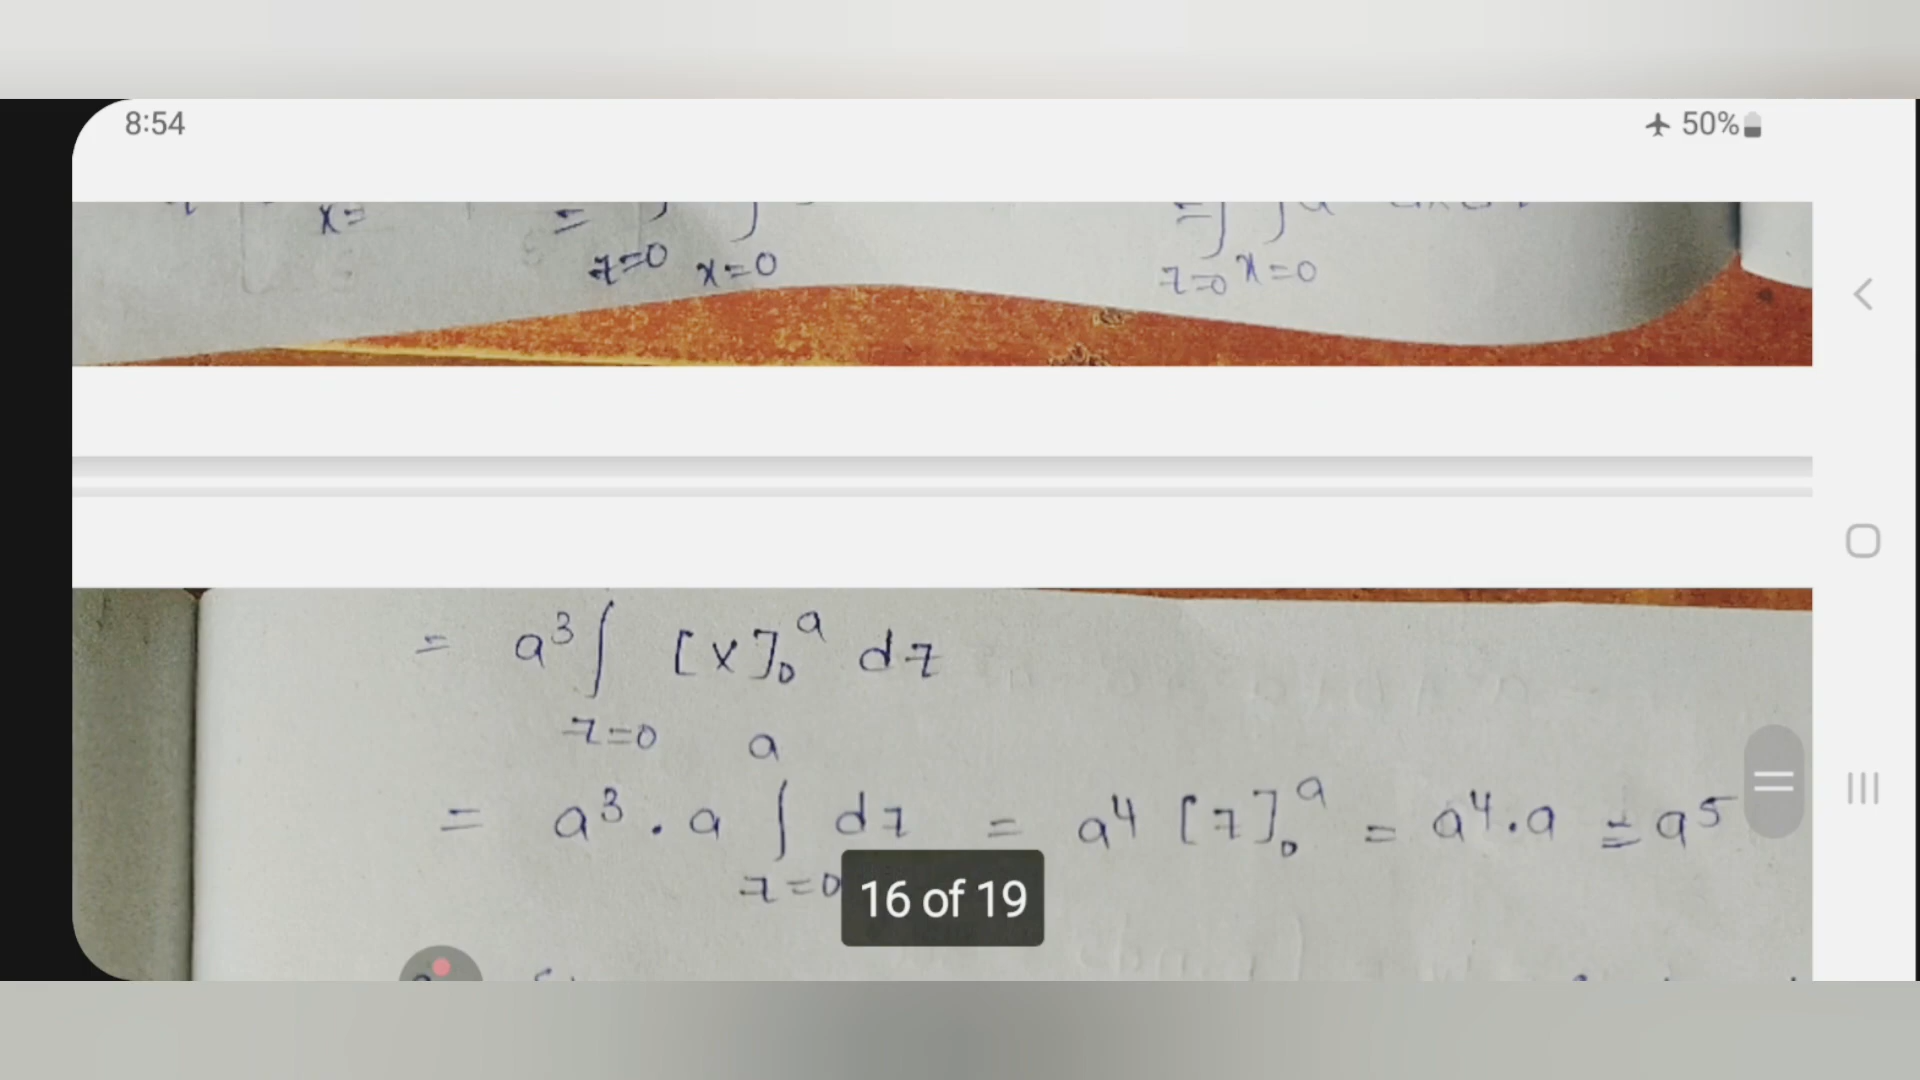 8:54 50%
x=
=∫ ∫
z=0 x=0
=∫ ∫
z=0 x=0
= a³ ∫ [x]₀ᵃ dz
z=0 a
= a³ . a ∫ dz = a⁴ [z]₀ᵃ = a⁴.a = a⁵
z=0
16 of 19